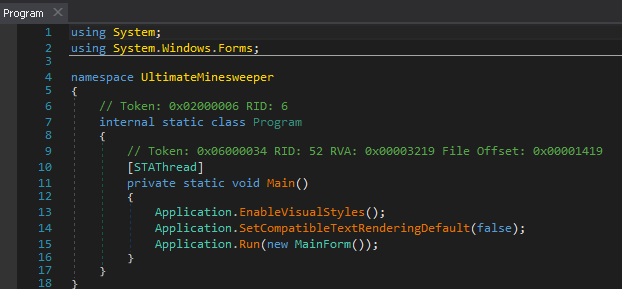 Program ×
1 using System;
2 using System.Windows.Forms;
3
4 namespace UltimateMinesweeper
5 {
6 // Token: 0x02000006 RID: 6
7 internal static class Program
8 {
9 // Token: 0x06000034 RID: 52 RVA: 0x00003219 File Offset: 0x00001419
10 [STAThread]
11 private static void Main()
12 {
13 Application.EnableVisualStyles();
14 Application.SetCompatibleTextRenderingDefault(false);
15 Application.Run(new MainForm());
16 }
17 }
18 }